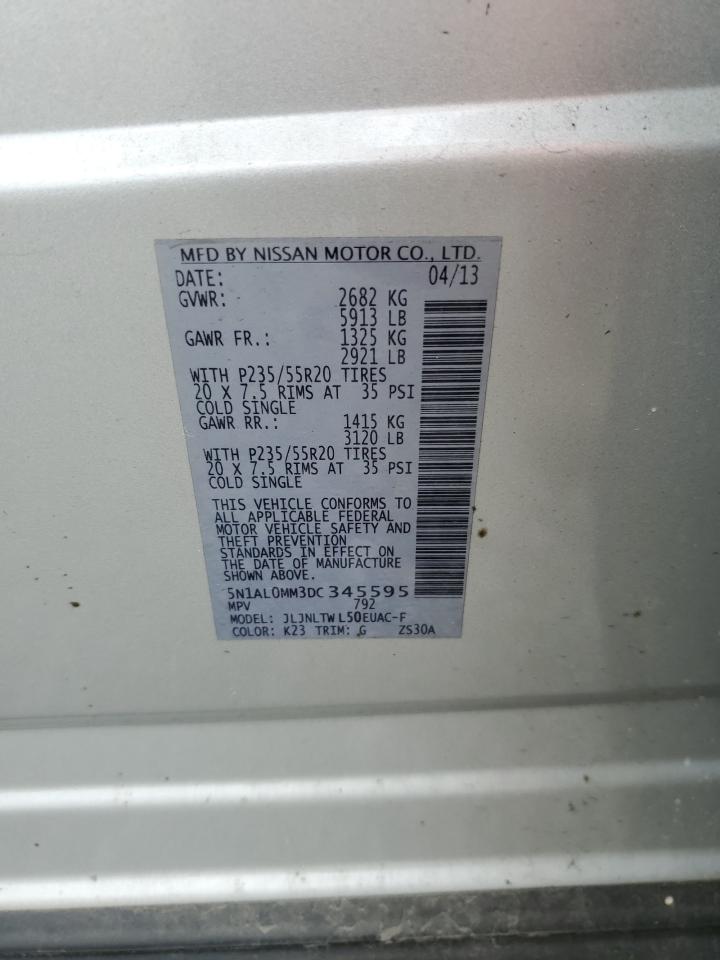 MFD BY NISSAN MOTOR CO., LTD.
DATE: 04/13
GVWR: 2682 KG
5913 LB
GAWR FR.: 1325 KG
2921 LB
WITH P235/55R20 TIRES
20 X 7.5 RIMS AT 35 PSI
COLD SINGLE
GAWR RR.: 1415 KG
3120 LB
WITH P235/55R20 TIRES
20 X 7.5 RIMS AT 35 PSI
COLD SINGLE
THIS VEHICLE CONFORMS TO
ALL APPLICABLE FEDERAL
MOTOR VEHICLE SAFETY AND
THEFT PREVENTION
STANDARDS IN EFFECT ON
THE DATE OF MANUFACTURE
SHOWN ABOVE.
5N1AL0MM3DC345595
MPV 792
MODEL: JLJNLTW L50EUAC-F
COLOR: K23 TRIM: G ZS30A